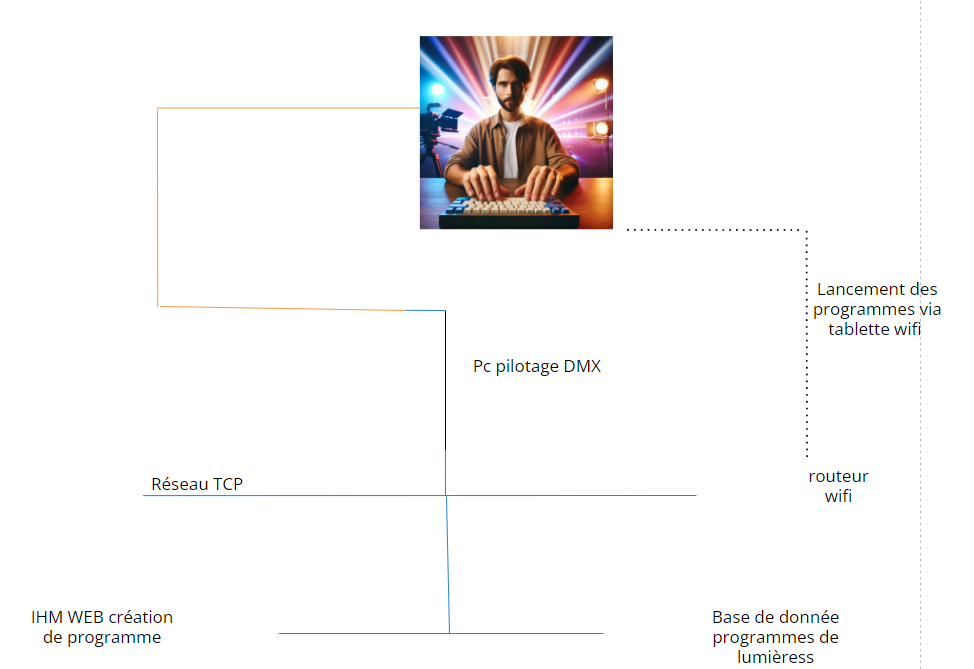 Lancement des
programmes via
tablette wifi
Pc pilotage DMX
Réseau TCP
routeur
wifi
IHM WEB création
de programme
Base de donnée
programmes de
lumièress